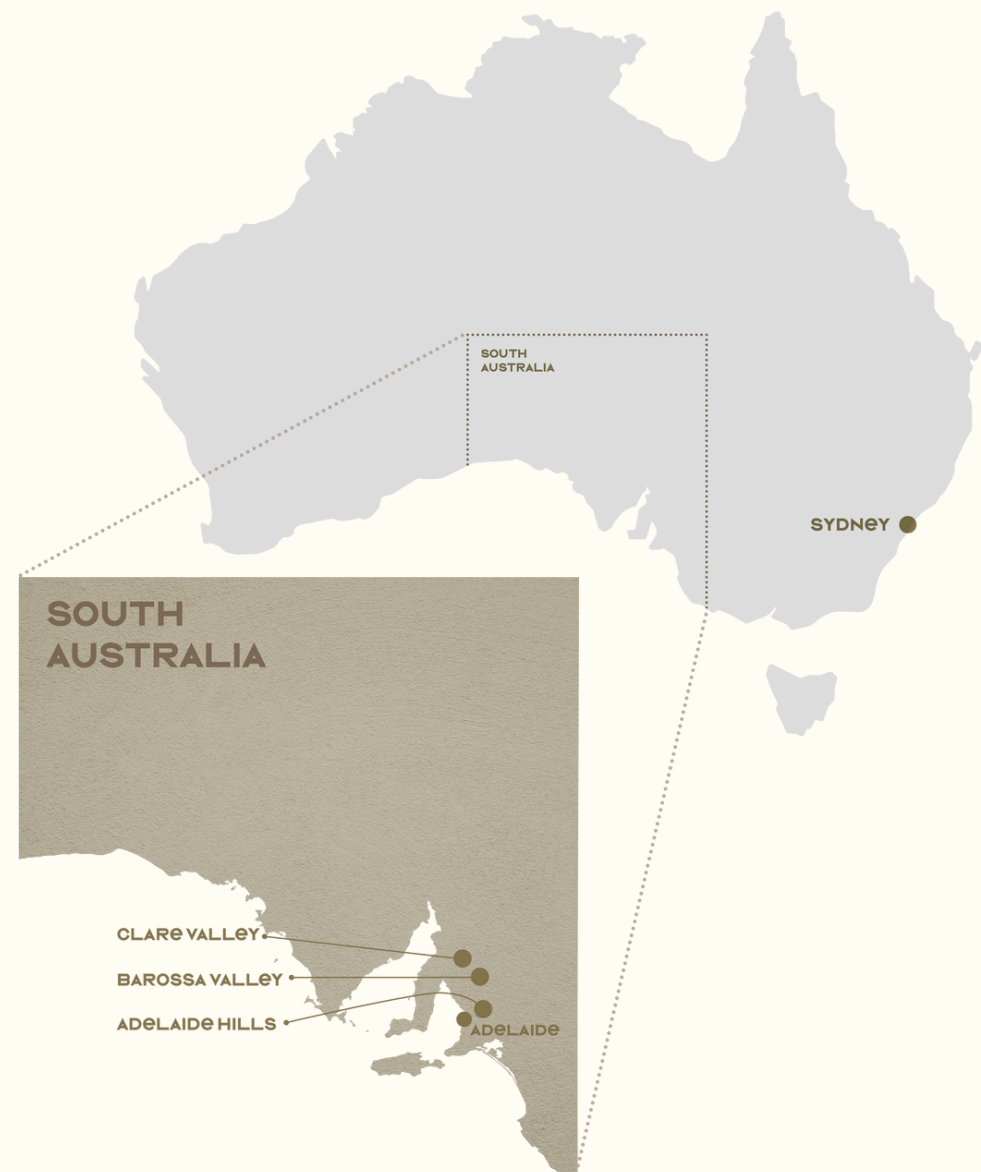 SOUTH
AUSTRALIA
SYDNEY
SOUTH
AUSTRALIA
CLARE VALLEY
BAROSSA VALLEY
ADELAIDE HILLS
ADELAIDE